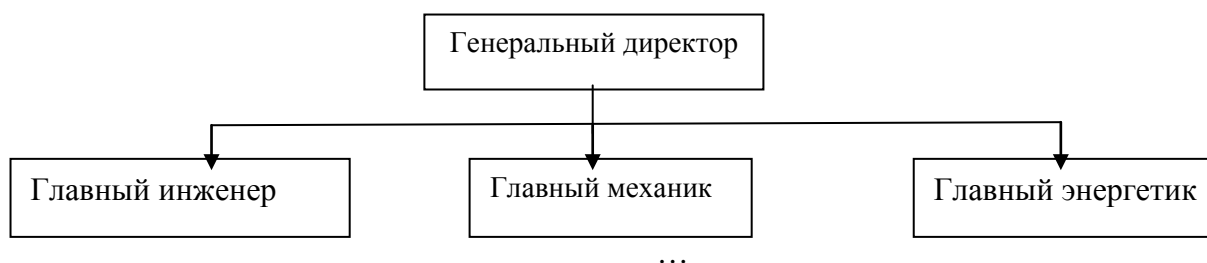 Генеральный директор
Главный инженер
Главный механик
Главный энергетик
…